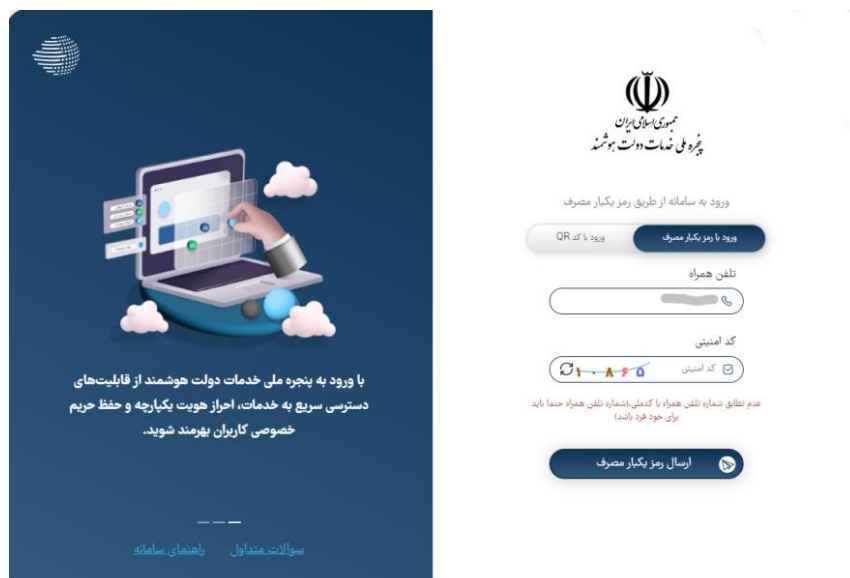 جمهوری اسلامی ایران
پنجره ملی خدمات دولت هوشمند
ورود به سامانه از طریق رمز یکبار مصرف
ورود با رمز یکبار مصرف
ورود با کد QR
تلفن همراه
کد امنیتی
کد امنیتی
۱۰۸۶۵
عدم تطابق شماره تلفن همراه با کدملی.(شماره تلفن همراه حتما باید
برای خود فرد باشد)
ارسال رمز یکبار مصرف
با ورود به پنجره ملی خدمات دولت هوشمند از قابلیت‌های
دسترسی سریع به خدمات، احراز هویت یکپارچه و حفظ حریم
خصوصی کاربران بهرمند شوید.
سوالات متداول
راهنمای سامانه